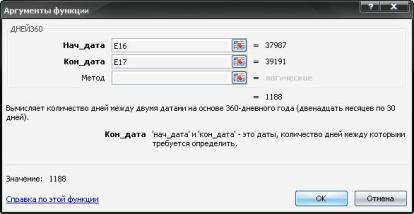 Аргументы функции
ДНЕЙ360
Нач_дата E16 = 37987
Кон_дата E17 = 39191
Метод = логическое
= 1188
Вычисляет количество дней между двумя датами на основе 360-дневного года (двенадцать месяцев по 30
дней).
Кон_дата 'нач_дата' и 'кон_дата' - это даты, количество дней между которыми
требуется определить.
Значение: 1188
Справка по этой функции
ОК Отмена